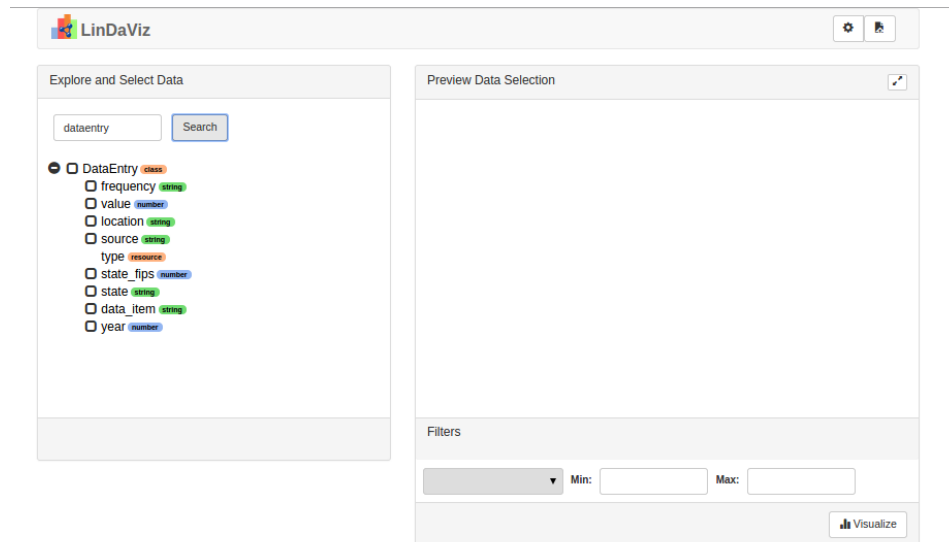 LinDaViz
Explore and Select Data
dataentry
Search
DataEntry class
frequency string
value number
location string
source string
type resource
state_fips number
state string
data_item string
year number
Preview Data Selection
Filters
Min:
Max:
Visualize